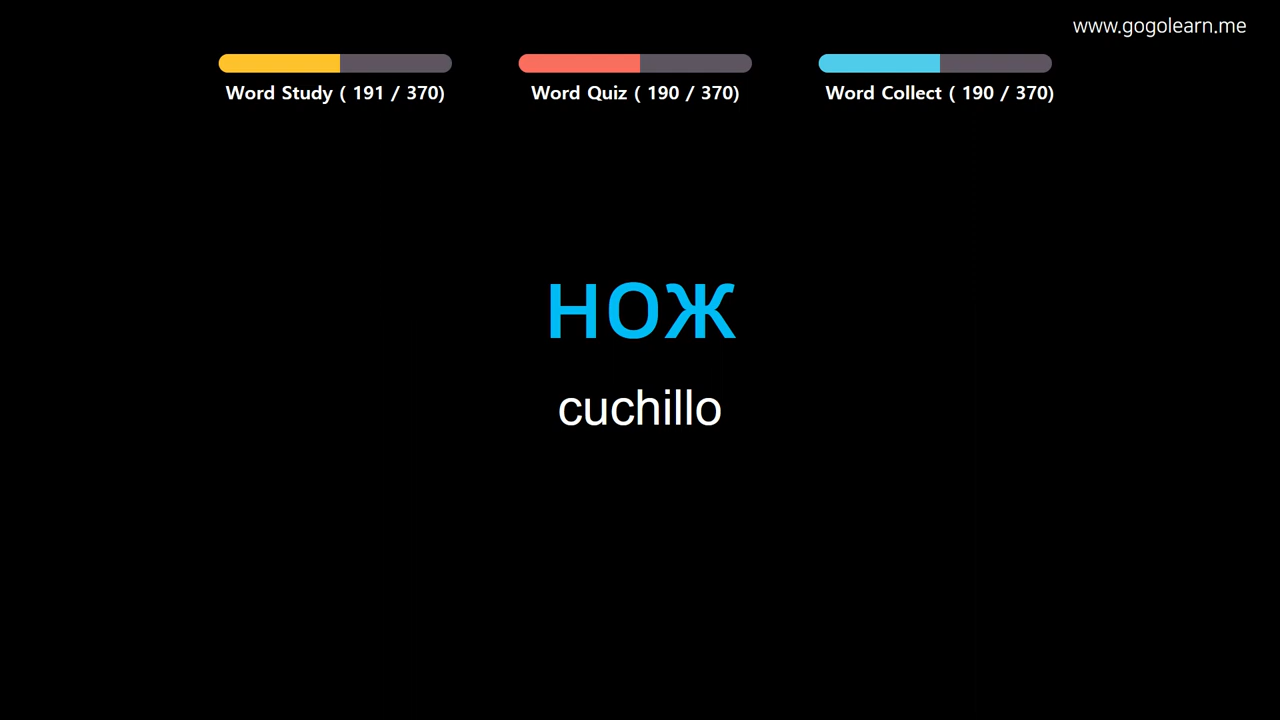 www.gogolearn.me
Word Study ( 191 / 370)
Word Quiz ( 190 / 370)
Word Collect ( 190 / 370)
нож
cuchillo